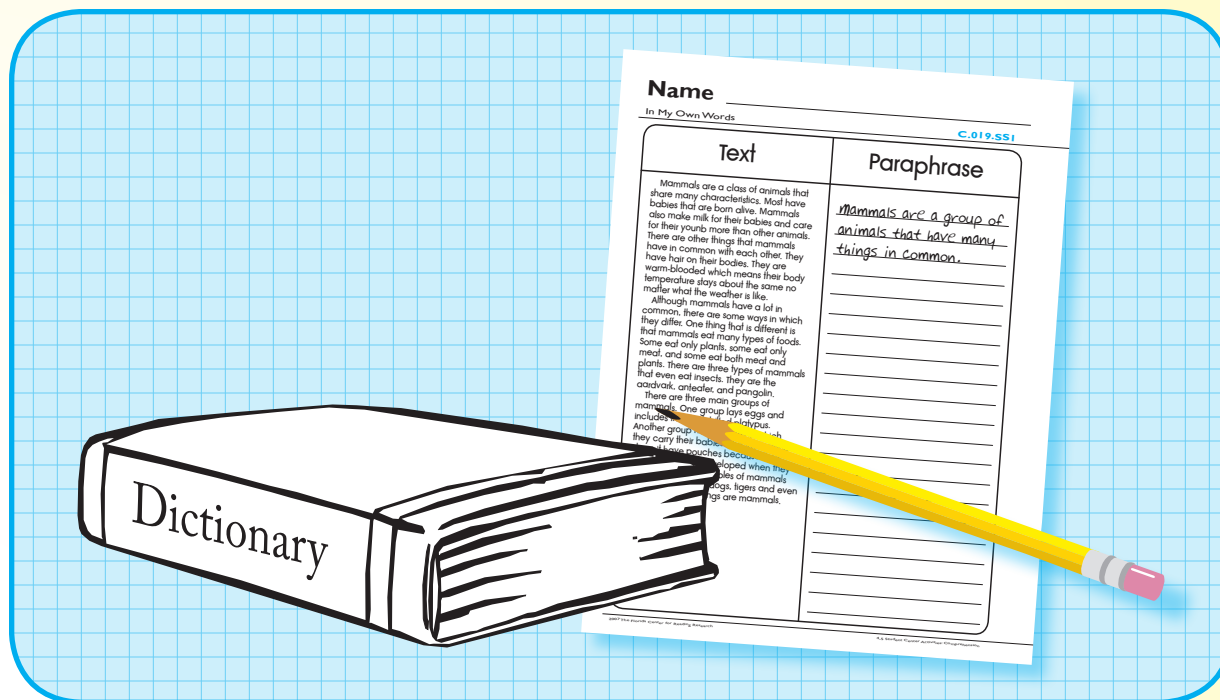 Name
In My Own Words
C.019.SS1
Text
Paraphrase
Mammals are a class of animals that
share many characteristics. Most have
babies that are born alive. Mammals
also make milk for their babies and care
for their younb more than other animals.
There are other things that mammals
have in common with each other. They
have hair on their bodies. They are
warm-blooded which means their body
temperature stays about the same no
matter what the weather is like.
Although mammals have a lot in
common, there are some ways in which
they differ. One thing that is different is
that mammals eat many types of foods.
Some eat only plants, some eat only
meat, and some eat both meat and
plants. There are three types of mammals
that even eat insects. They are the
aardvark, anteater, and pangolin.
There are three main groups of
mammals. One group lays eggs and
includes platypus.
Another group
they carry their
have pouches
when they
of mammals
dogs, tigers and even
are mammals.
mammals are a group of
animals that have many
things in common.
Dictionary